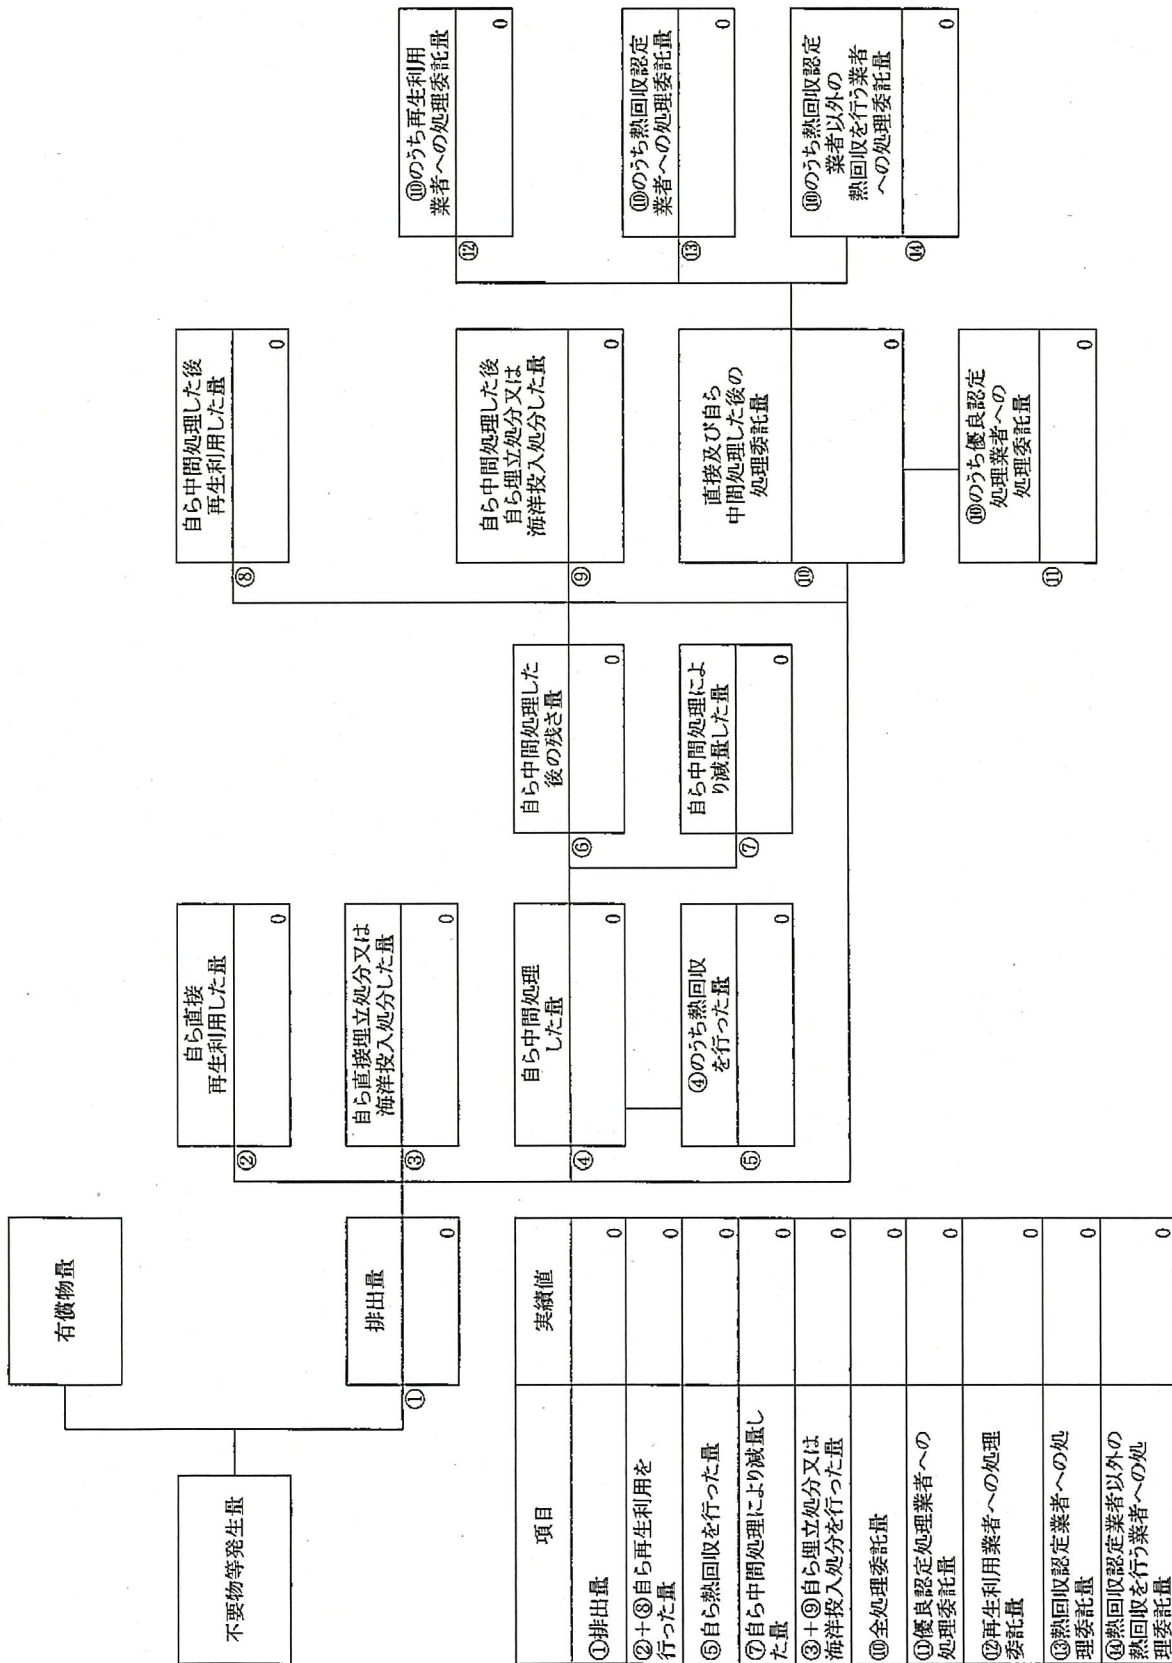 不要物等発生量
有償物量
①
排出量
0
②
自ら直接
再生利用した量
0
③
自ら直接埋立処分又は
海洋投入処分した量
0
④
自ら中間処理
した量
0
⑤
④のうち熱回収
を行った量
0
⑥
自ら中間処理した
後の残さ量
0
⑦
自ら中間処理によ
り減量した量
0
⑧
自ら中間処理した後
再生利用した量
0
⑨
自ら中間処理した後
自ら埋立処分又は
海洋投入処分した量
0
⑩
直接及び自ら
中間処理した後の
処理委託量
0
⑪
⑩のうち優良認定
処理業者への
処理委託量
0
⑫
⑩のうち再生利用
業者への処理委託量
0
⑬
⑩のうち熱回収認定
業者への処理委託量
0
⑭
⑩のうち熱回収認定
業者以外の
熱回収を行う業者
への処理委託量
0
項目 実績値
①排出量 0
②+⑧自ら再生利用を
行った量 0
⑤自ら熱回収を行った量 0
⑦自ら中間処理により減量し
た量 0
③+⑨自ら埋立処分又は
海洋投入処分を行った量 0
⑩全処理委託量 0
⑪優良認定処理業者への
処理委託量 0
⑫再生利用業者への処理
委託量 0
⑬熱回収認定業者への処
理委託量 0
⑭熱回収認定業者以外の
熱回収を行う業者への処
理委託量 0